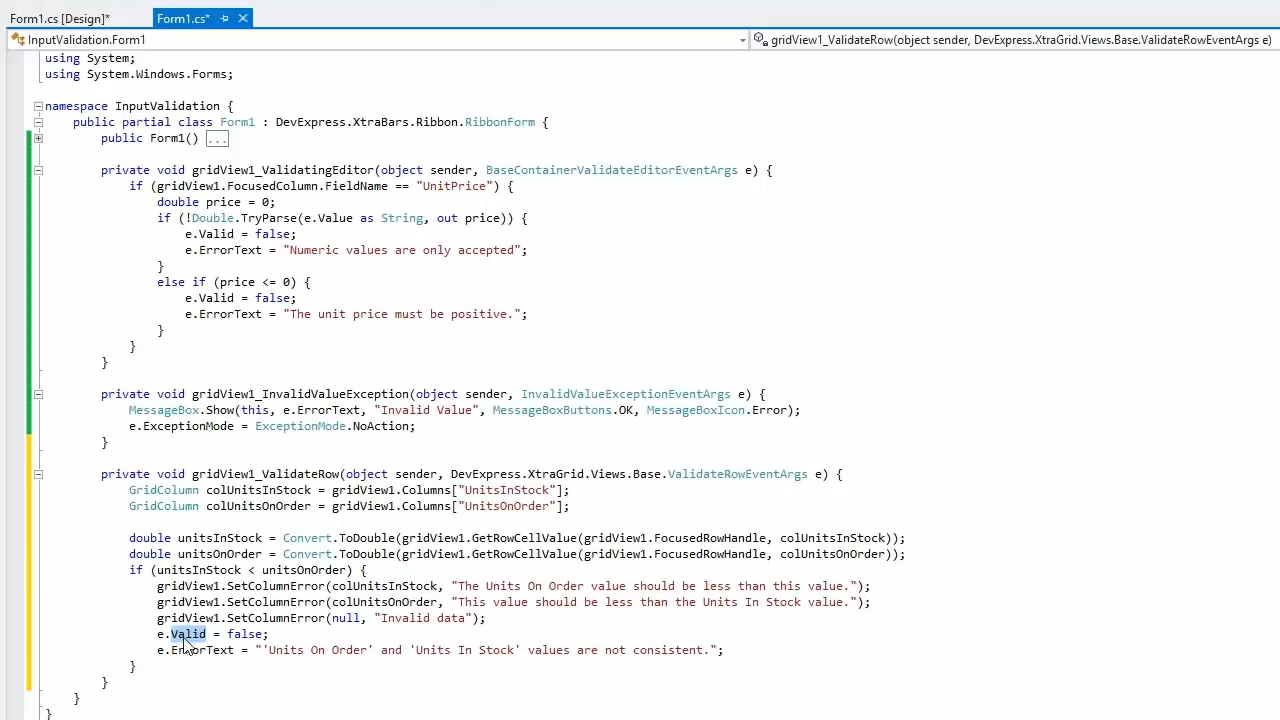 Form1.cs [Design]*
Form1.cs*
InputValidation.Form1
gridView1_ValidateRow(object sender, DevExpress.XtraGrid.Views.Base.ValidateRowEventArgs e)
using System;
using System.Windows.Forms;
namespace InputValidation {
public partial class Form1 : DevExpress.XtraBars.Ribbon.RibbonForm {
public Form1() ...
private void gridView1_ValidatingEditor(object sender, BaseContainerValidateEditorEventArgs e) {
if (gridView1.FocusedColumn.FieldName == "UnitPrice") {
double price = 0;
if (!Double.TryParse(e.Value as String, out price)) {
e.Valid = false;
e.ErrorText = "Numeric values are only accepted";
}
else if (price <= 0) {
e.Valid = false;
e.ErrorText = "The unit price must be positive.";
}
}
}
private void gridView1_InvalidValueException(object sender, InvalidValueExceptionEventArgs e) {
MessageBox.Show(this, e.ErrorText, "Invalid Value", MessageBoxButtons.OK, MessageBoxIcon.Error);
e.ExceptionMode = ExceptionMode.NoAction;
}
private void gridView1_ValidateRow(object sender, DevExpress.XtraGrid.Views.Base.ValidateRowEventArgs e) {
GridColumn colUnitsInStock = gridView1.Columns["UnitsInStock"];
GridColumn colUnitsOnOrder = gridView1.Columns["UnitsOnOrder"];
double unitsInStock = Convert.ToDouble(gridView1.GetRowCellValue(gridView1.FocusedRowHandle, colUnitsInStock));
double unitsOnOrder = Convert.ToDouble(gridView1.GetRowCellValue(gridView1.FocusedRowHandle, colUnitsOnOrder));
if (unitsInStock < unitsOnOrder) {
gridView1.SetColumnError(colUnitsInStock, "The Units On Order value should be less than this value.");
gridView1.SetColumnError(colUnitsOnOrder, "This value should be less than the Units In Stock value.");
gridView1.SetColumnError(null, "Invalid data");
e.Valid = false;
e.ErrorText = "'Units On Order' and 'Units In Stock' values are not consistent.";
}
}
}
}